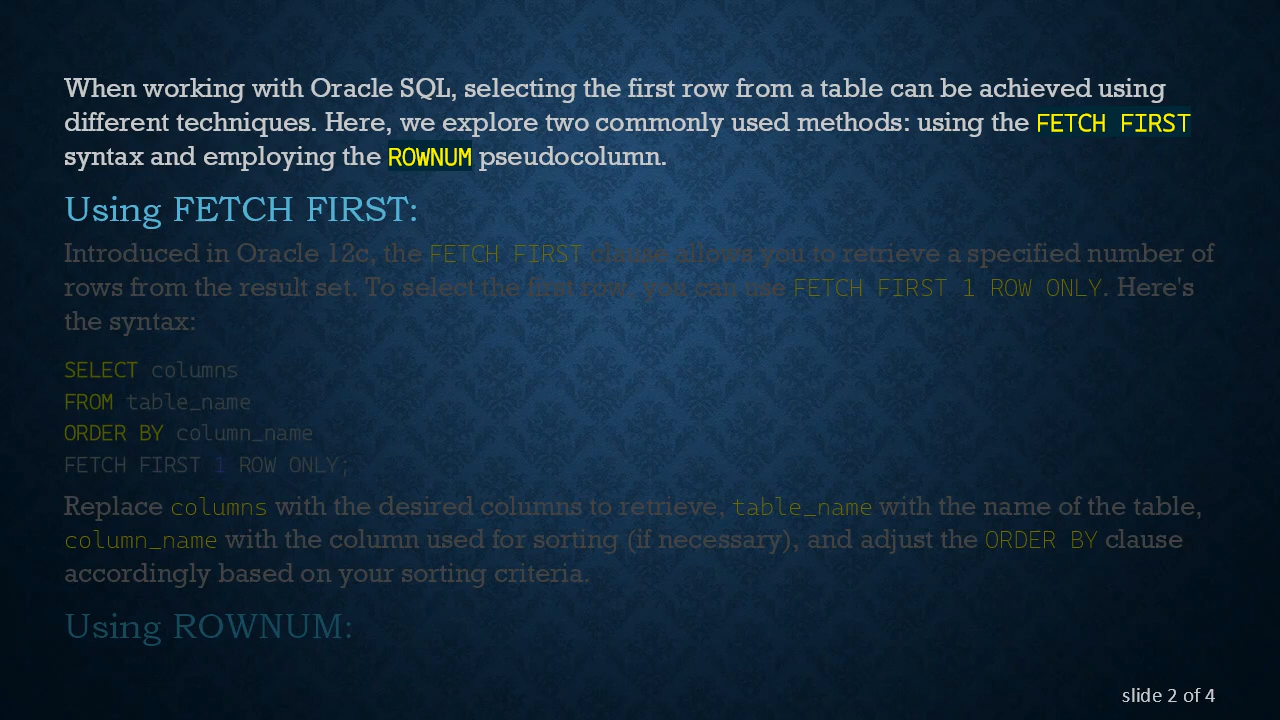 When working with Oracle SQL, selecting the first row from a table can be achieved using
different techniques. Here, we explore two commonly used methods: using the FETCH FIRST
syntax and employing the ROWNUM pseudocolumn.
Using FETCH FIRST:
Introduced in Oracle 12c, the FETCH FIRST clause allows you to retrieve a specified number of
rows from the result set. To select the first row, you can use FETCH FIRST 1 ROW ONLY. Here's
the syntax:
SELECT columns
FROM table_name
ORDER BY column_name
FETCH FIRST 1 ROW ONLY;
Replace columns with the desired columns to retrieve, table_name with the name of the table,
column_name with the column used for sorting (if necessary), and adjust the ORDER BY clause
accordingly based on your sorting criteria.
Using ROWNUM:
slide 2 of 4